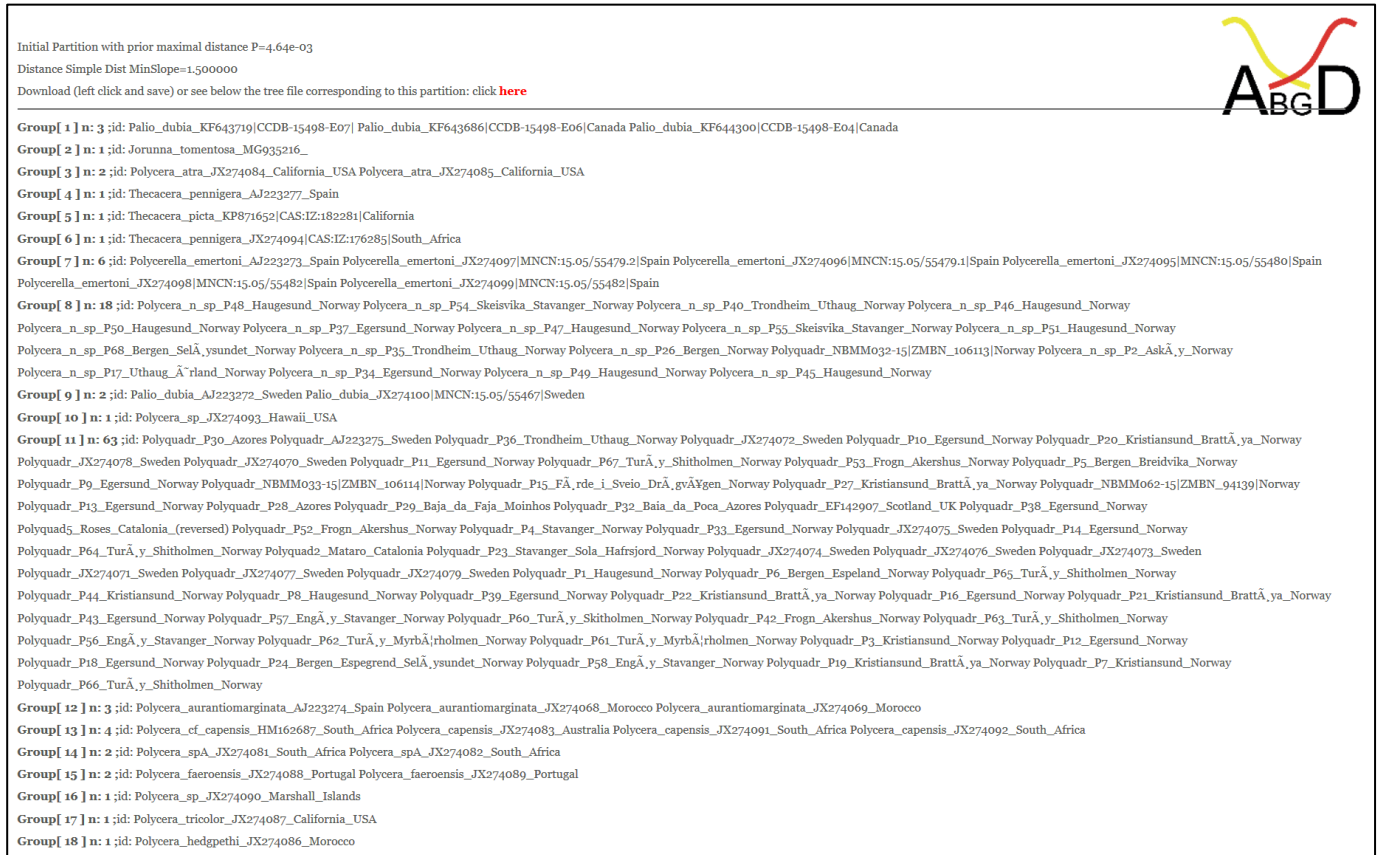 Initial Partition with prior maximal distance P=4.64e-03
Distance Simple Dist MinSlope=1.500000
Download (left click and save) or see below the tree file corresponding to this partition: click here
ABGD
Group[ 1 ] n: 3 ;id: Palio_dubia_KF643719|CCDB-15498-E07| Palio_dubia_KF643686|CCDB-15498-E06|Canada Palio_dubia_KF644300|CCDB-15498-E04|Canada
Group[ 2 ] n: 1 ;id: Jorunna_tomentosa_MG935216_
Group[ 3 ] n: 2 ;id: Polycera_atra_JX274084_California_USA Polycera_atra_JX274085_California_USA
Group[ 4 ] n: 1 ;id: Thecacera_pennigera_AJ223277_Spain
Group[ 5 ] n: 1 ;id: Thecacera_picta_KP871652|CAS:IZ:182281|California
Group[ 6 ] n: 1 ;id: Thecacera_pennigera_JX274094|CAS:IZ:176285|South_Africa
Group[ 7 ] n: 6 ;id: Polycerella_emertoni_AJ223273_Spain Polycerella_emertoni_JX274097|MNCN:15.05/55479.2|Spain Polycerella_emertoni_JX274096|MNCN:15.05/55479.1|Spain Polycerella_emertoni_JX274095|MNCN:15.05/55480|Spain
Polycerella_emertoni_JX274098|MNCN:15.05/55482|Spain Polycerella_emertoni_JX274099|MNCN:15.05/55482|Spain
Group[ 8 ] n: 18 ;id: Polycera_n_sp_P48_Haugesund_Norway Polycera_n_sp_P54_Skeisvika_Stavanger_Norway Polycera_n_sp_P40_Trondheim_Uthaug_Norway Polycera_n_sp_P46_Haugesund_Norway
Polycera_n_sp_P50_Haugesund_Norway Polycera_n_sp_P37_Egersund_Norway Polycera_n_sp_P47_Haugesund_Norway Polycera_n_sp_P55_Skeisvika_Stavanger_Norway Polycera_n_sp_P51_Haugesund_Norway
Polycera_n_sp_P68_Bergen_SelÃ¸ysundet_Norway Polycera_n_sp_P35_Trondheim_Uthaug_Norway Polycera_n_sp_P26_Bergen_Norway Polyquadr_NBMM032-15|ZMBN_106113|Norway Polycera_n_sp_P2_AskÃ¸y_Norway
Polycera_n_sp_P17_Uthaug_Ã˜rland_Norway Polycera_n_sp_P34_Egersund_Norway Polycera_n_sp_P49_Haugesund_Norway Polycera_n_sp_P45_Haugesund_Norway
Group[ 9 ] n: 2 ;id: Palio_dubia_AJ223272_Sweden Palio_dubia_JX274100|MNCN:15.05/55467|Sweden
Group[ 10 ] n: 1 ;id: Polycera_sp_JX274093_Hawaii_USA
Group[ 11 ] n: 63 ;id: Polyquadr_P30_Azores Polyquadr_AJ223275_Sweden Polyquadr_P36_Trondheim_Uthaug_Norway Polyquadr_JX274072_Sweden Polyquadr_P10_Egersund_Norway Polyquadr_P20_Kristiansund_BrattÃ¸ya_Norway
Polyquadr_JX274078_Sweden Polyquadr_JX274070_Sweden Polyquadr_P11_Egersund_Norway Polyquadr_P67_TurÃ¸y_Shitholmen_Norway Polyquadr_P53_Frogn_Akershus_Norway Polyquadr_P5_Bergen_Breidvika_Norway
Polyquadr_P9_Egersund_Norway Polyquadr_NBMM033-15|ZMBN_106114|Norway Polyquadr_P15_FÃ¸rde_i_Sveio_DrÃ¸gvÃ¥gen_Norway Polyquadr_P27_Kristiansund_BrattÃ¸ya_Norway Polyquadr_NBMM062-15|ZMBN_94139|Norway
Polyquadr_P13_Egersund_Norway Polyquadr_P28_Azores Polyquadr_P29_Baja_da_Faja_Moinhos Polyquadr_P32_Baia_da_Poca_Azores Polyquadr_EF142907_Scotland_UK Polyquadr_P38_Egersund_Norway
Polyquad5_Roses_Catalonia_(reversed) Polyquadr_P52_Frogn_Akershus_Norway Polyquadr_P4_Stavanger_Norway Polyquadr_P33_Egersund_Norway Polyquadr_JX274075_Sweden Polyquadr_P14_Egersund_Norway
Polyquadr_P64_TurÃ¸y_Shitholmen_Norway Polyquad2_Mataro_Catalonia Polyquadr_P23_Stavanger_Sola_Hafrsjord_Norway Polyquadr_JX274074_Sweden Polyquadr_JX274076_Sweden Polyquadr_JX274073_Sweden
Polyquadr_JX274071_Sweden Polyquadr_JX274077_Sweden Polyquadr_JX274079_Sweden Polyquadr_P1_Haugesund_Norway Polyquadr_P6_Bergen_Espeland_Norway Polyquadr_P65_TurÃ¸y_Shitholmen_Norway
Polyquadr_P44_Kristiansund_Norway Polyquadr_P8_Haugesund_Norway Polyquadr_P39_Egersund_Norway Polyquadr_P22_Kristiansund_BrattÃ¸ya_Norway Polyquadr_P16_Egersund_Norway Polyquadr_P21_Kristiansund_BrattÃ¸ya_Norway
Polyquadr_P43_Egersund_Norway Polyquadr_P57_EngÃ¸y_Stavanger_Norway Polyquadr_P60_TurÃ¸y_Skitholmen_Norway Polyquadr_P42_Frogn_Akershus_Norway Polyquadr_P63_TurÃ¸y_Shitholmen_Norway
Polyquadr_P56_EngÃ¸y_Stavanger_Norway Polyquadr_P62_TurÃ¸y_MyrbÃ¦rholmen_Norway Polyquadr_P61_TurÃ¸y_MyrbÃ¦rholmen_Norway Polyquadr_P3_Kristiansund_Norway Polyquadr_P12_Egersund_Norway
Polyquadr_P18_Egersund_Norway Polyquadr_P24_Bergen_Espegrend_SelÃ¸ysundet_Norway Polyquadr_P58_EngÃ¸y_Stavanger_Norway Polyquadr_P19_Kristiansund_BrattÃ¸ya_Norway Polyquadr_P7_Kristiansund_Norway
Polyquadr_P66_TurÃ¸y_Shitholmen_Norway
Group[ 12 ] n: 3 ;id: Polycera_aurantiomarginata_AJ223274_Spain Polycera_aurantiomarginata_JX274068_Morocco Polycera_aurantiomarginata_JX274069_Morocco
Group[ 13 ] n: 4 ;id: Polycera_cf_capensis_HM162687_South_Africa Polycera_capensis_JX274083_Australia Polycera_capensis_JX274091_South_Africa Polycera_capensis_JX274092_South_Africa
Group[ 14 ] n: 2 ;id: Polycera_spA_JX274081_South_Africa Polycera_spA_JX274082_South_Africa
Group[ 15 ] n: 2 ;id: Polycera_faeroensis_JX274088_Portugal Polycera_faeroensis_JX274089_Portugal
Group[ 16 ] n: 1 ;id: Polycera_sp_JX274090_Marshall_Islands
Group[ 17 ] n: 1 ;id: Polycera_tricolor_JX274087_California_USA
Group[ 18 ] n: 1 ;id: Polycera_hedgpethi_JX274086_Morocco